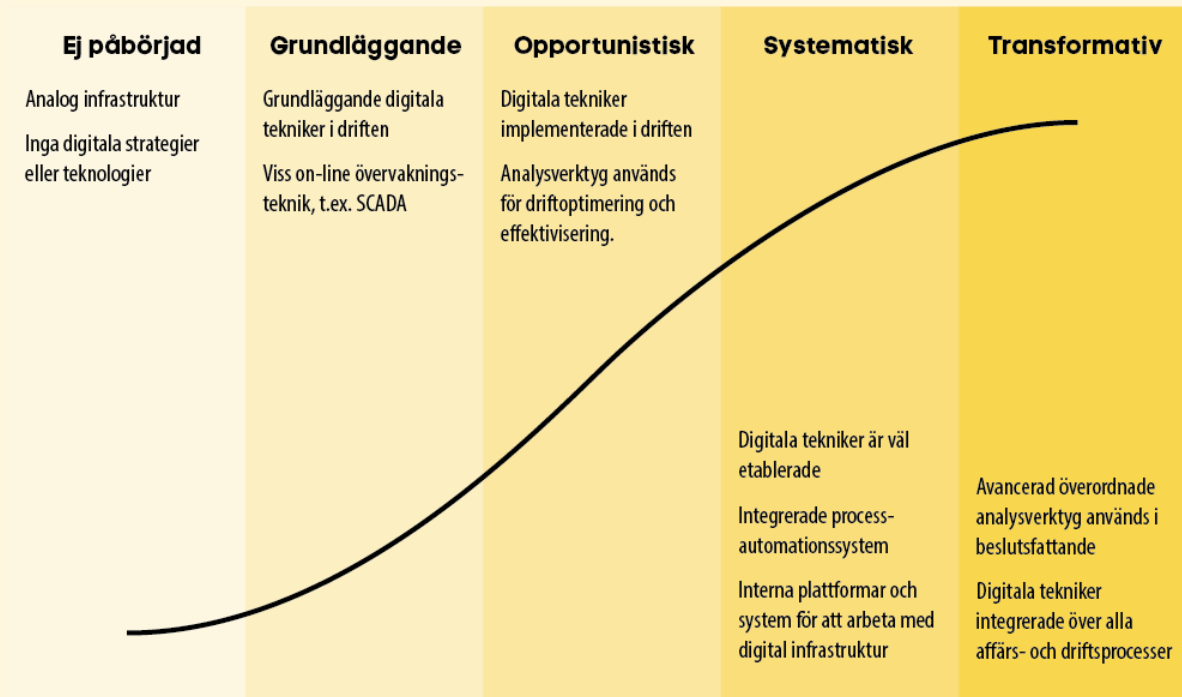 Ej påbörjad
Analog infrastruktur
Inga digitala strategier
eller teknologier
Grundläggande
Grundläggande digitala
tekniker i driften
Viss on-line övervaknings-
teknik, t.ex. SCADA
Opportunistisk
Digitala tekniker
implementerade i driften
Analysverktyg används
för driftoptimering och
effektivisering.
Systematisk
Digitala tekniker är väl
etablerade
Integrerade process-
automationssystem
Interna plattformar och
system för att arbeta med
digital infrastruktur
Transformativ
Avancerad överordnade
analysverktyg används i
beslutsfattande
Digitala tekniker
integrerade över alla
affärs- och driftsprocesser